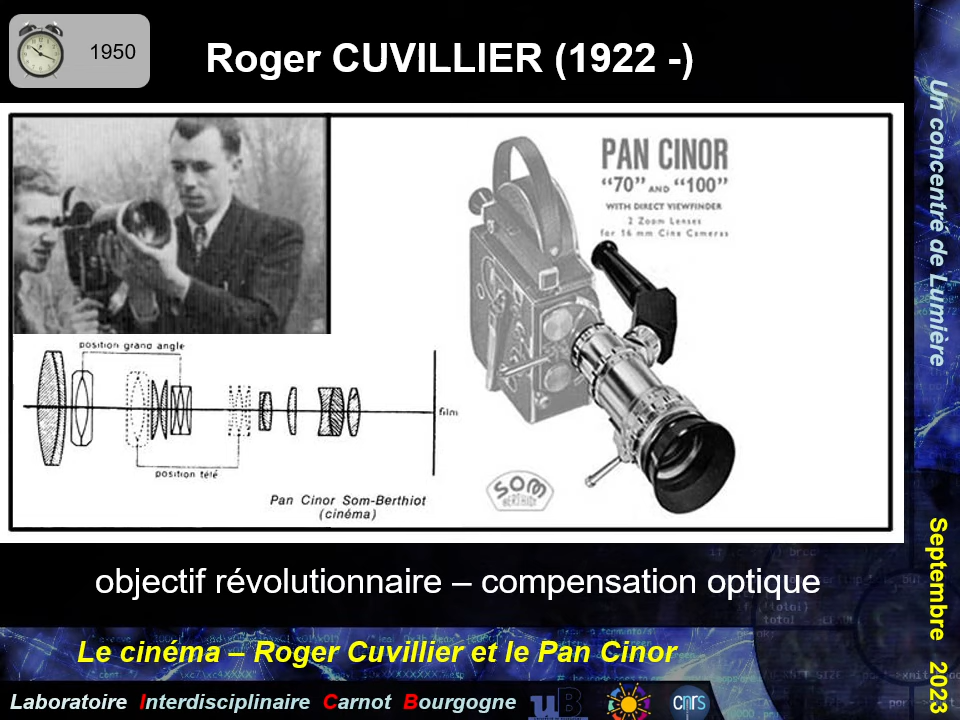 1950
Roger CUVILLIER (1922 -)
PAN CINOR
“70” AND “100”
WITH DIRECT VIEWFINDER
2 Zoom Lenses
for 16 mm Cine Cameras
position grand angle
film
position télé
Pan Cinor Som-Berthiot
(cinéma)
SOM
BERTHIOT
objectif révolutionnaire – compensation optique
Le cinéma – Roger Cuvillier et le Pan Cinor
Laboratoire Interdisciplinaire Carnot Bourgogne
uB
cnrs
Un concentré de Lumière
Septembre 2023